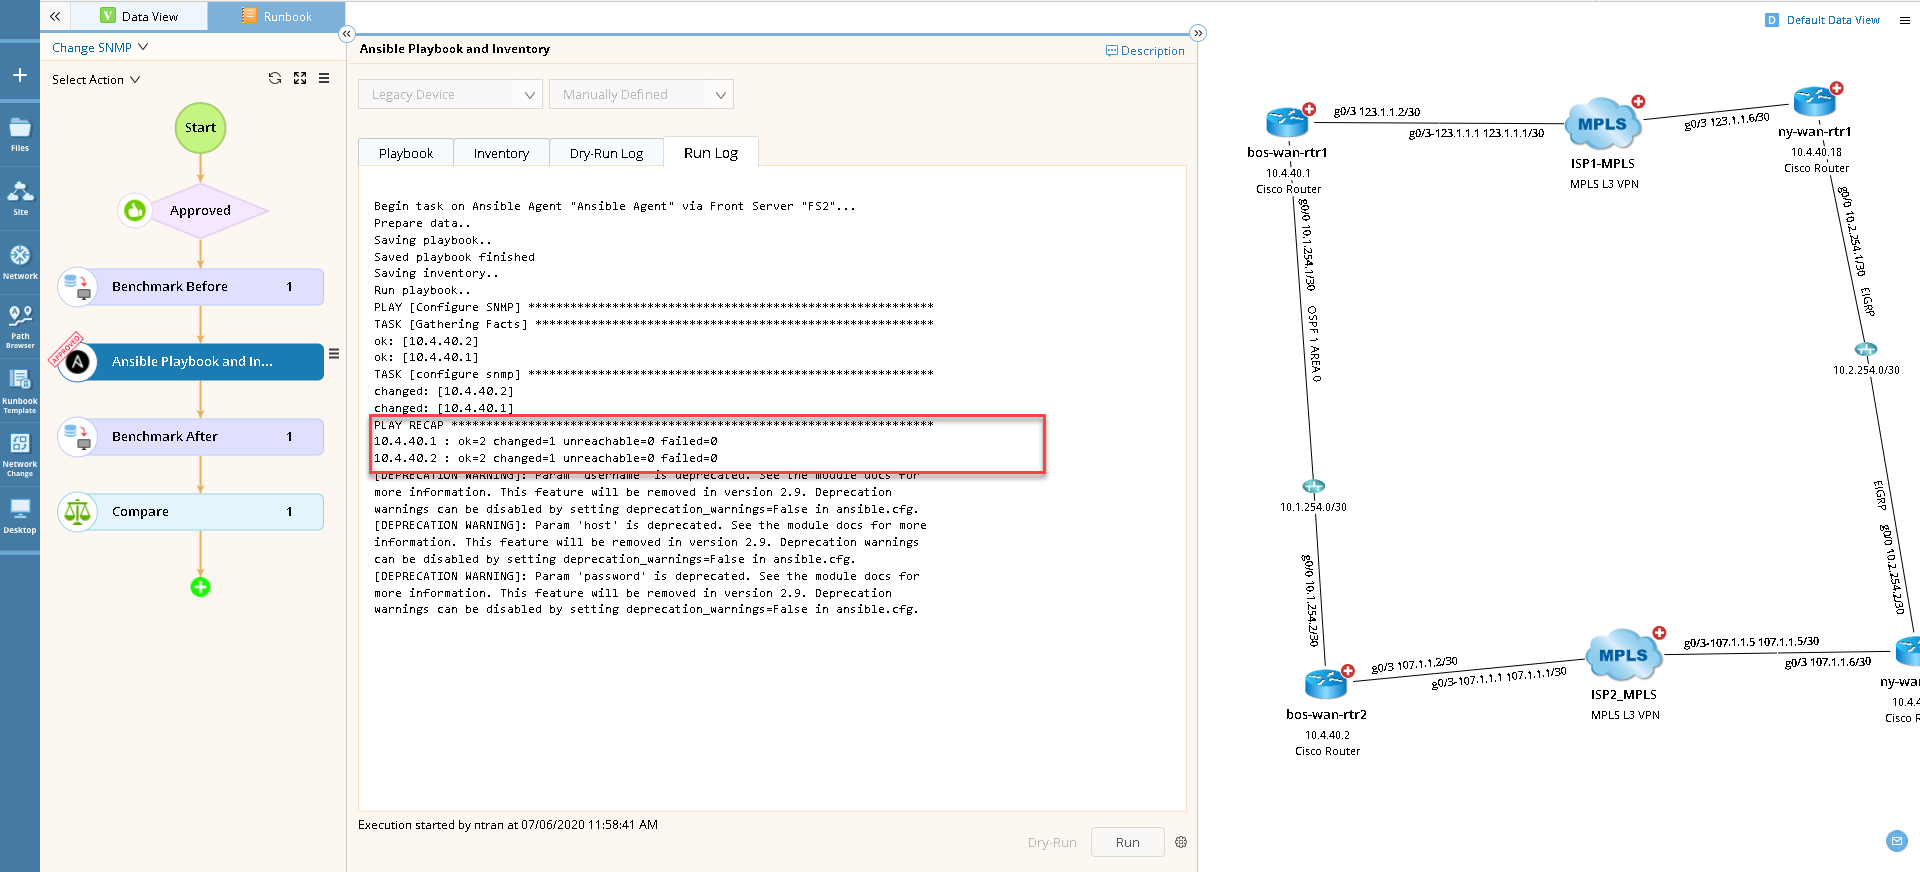 Data View
Runbook
Change SNMP
Select Action
Files
Site
Network
Path
Browser
Runbook
Template
Network
Change
Desktop
Start
Approved
Benchmark Before 1
APPROVED
Ansible Playbook and In...
Benchmark After 1
Compare 1
Ansible Playbook and Inventory
Description
Legacy Device
Manually Defined
Playbook
Inventory
Dry-Run Log
Run Log
Begin task on Ansible Agent "Ansible Agent" via Front Server "FS2"...
Prepare data..
Saving playbook..
Saved playbook finished
Saving inventory..
Run playbook..
PLAY [Configure SNMP] **********************************************************
TASK [Gathering Facts] *********************************************************
ok: [10.4.40.2]
ok: [10.4.40.1]
TASK [configure snmp] **********************************************************
changed: [10.4.40.2]
changed: [10.4.40.1]
PLAY RECAP *********************************************************************
10.4.40.1 : ok=2 changed=1 unreachable=0 failed=0
10.4.40.2 : ok=2 changed=1 unreachable=0 failed=0
[DEPRECATION WARNING]: Param 'username' is deprecated. See the module docs for
more information. This feature will be removed in version 2.9. Deprecation
warnings can be disabled by setting deprecation_warnings=False in ansible.cfg.
[DEPRECATION WARNING]: Param 'host' is deprecated. See the module docs for more
information. This feature will be removed in version 2.9. Deprecation warnings
can be disabled by setting deprecation_warnings=False in ansible.cfg.
[DEPRECATION WARNING]: Param 'password' is deprecated. See the module docs for
more information. This feature will be removed in version 2.9. Deprecation
warnings can be disabled by setting deprecation_warnings=False in ansible.cfg.
Execution started by ntran at 07/06/2020 11:58:41 AM
Dry-Run
Run
D Default Data View
g0/3 123.1.1.2/30
g0/3-123.1.1.1 123.1.1.1/30
MPLS
ISP1-MPLS
MPLS L3 VPN
g0/3 123.1.1.6/30
ny-wan-rtr1
10.4.40.18
Cisco Router
bos-wan-rtr1
10.4.40.1
Cisco Router
g0/0 10.1.254.1/30
OSPF 1 AREA 0
g0/0 10.2.254.1/30
EIGRP
10.2.254.0/30
EIGRP
g0/0 10.2.254.2/30
10.1.254.0/30
g0/0 10.1.254.2/30
g0/3 107.1.1.2/30
g0/3-107.1.1.1 107.1.1.1/30
MPLS
ISP2_MPLS
MPLS L3 VPN
g0/3-107.1.1.5 107.1.1.5/30
g0/3 107.1.1.6/30
ny-wa
10.4.4
Cisco R
bos-wan-rtr2
10.4.40.2
Cisco Router